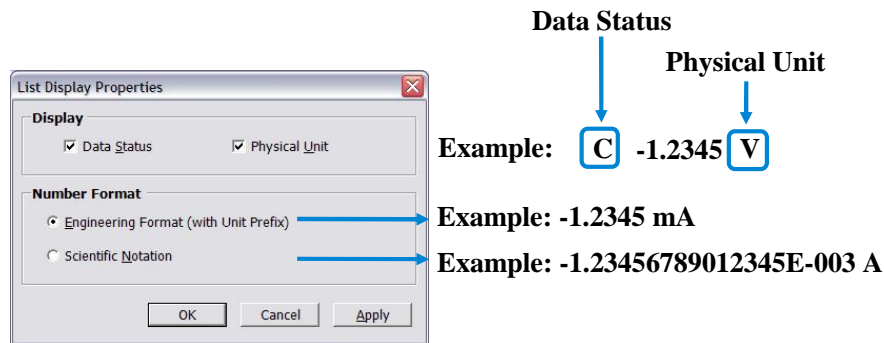 Data Status
Physical Unit
List Display Properties
Display
Data Status
Physical Unit
Example: C -1.2345 V
Number Format
Engineering Format (with Unit Prefix)
Example: -1.2345 mA
Scientific Notation
Example: -1.23456789012345E-003 A
OK
Cancel
Apply